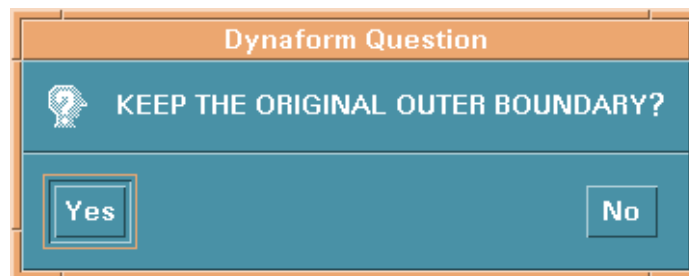 Dynaform Question
KEEP THE ORIGINAL OUTER BOUNDARY?
Yes No